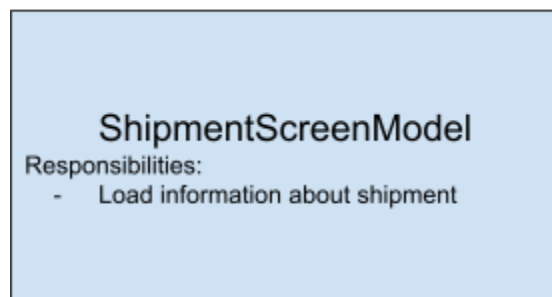 ShipmentScreenModel
Responsibilities:
- Load information about shipment